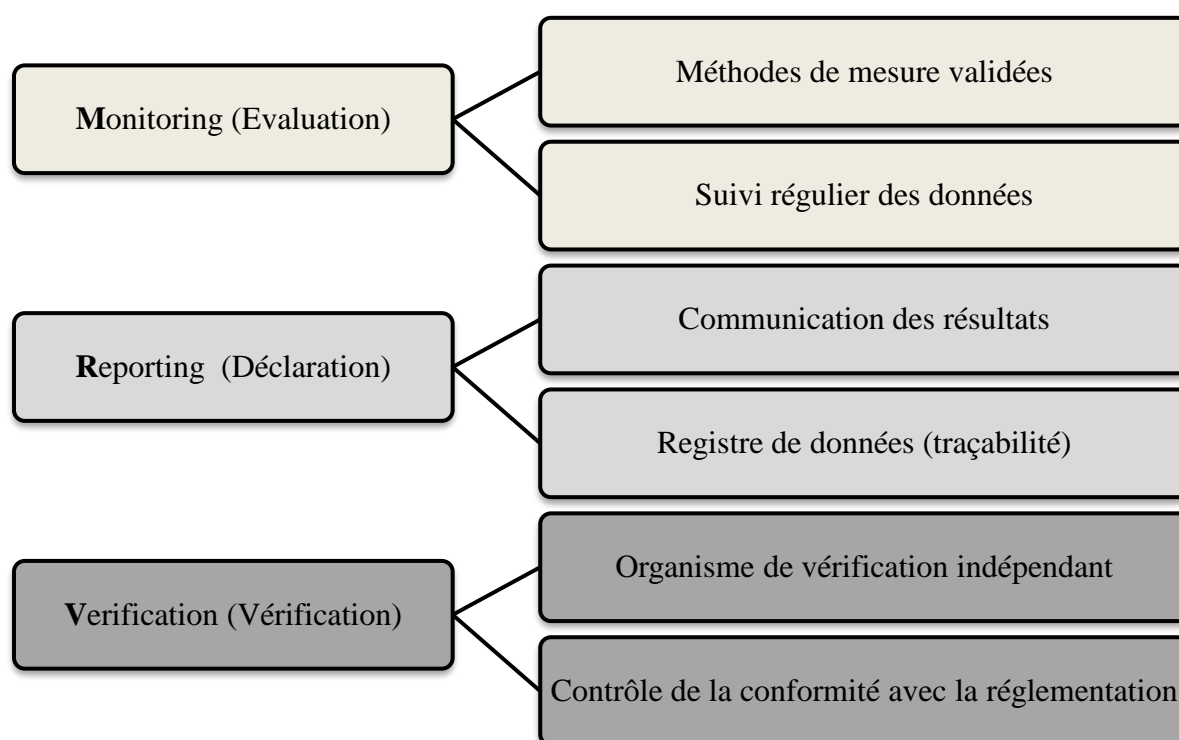 Monitoring (Evaluation)
Méthodes de mesure validées
Suivi régulier des données
Reporting (Déclaration)
Communication des résultats
Registre de données (traçabilité)
Verification (Vérification)
Organisme de vérification indépendant
Contrôle de la conformité avec la réglementation